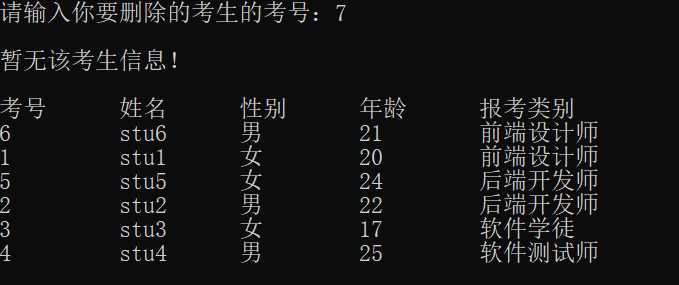 请输入你要删除的考生的考号：7
暂无该考生信息！
考号 姓名 性别 年龄 报考类别
6 stu6 男 21 前端设计师
1 stu1 女 20 前端设计师
5 stu5 女 24 后端开发师
2 stu2 男 22 后端开发师
3 stu3 女 17 软件学徒
4 stu4 男 25 软件测试师